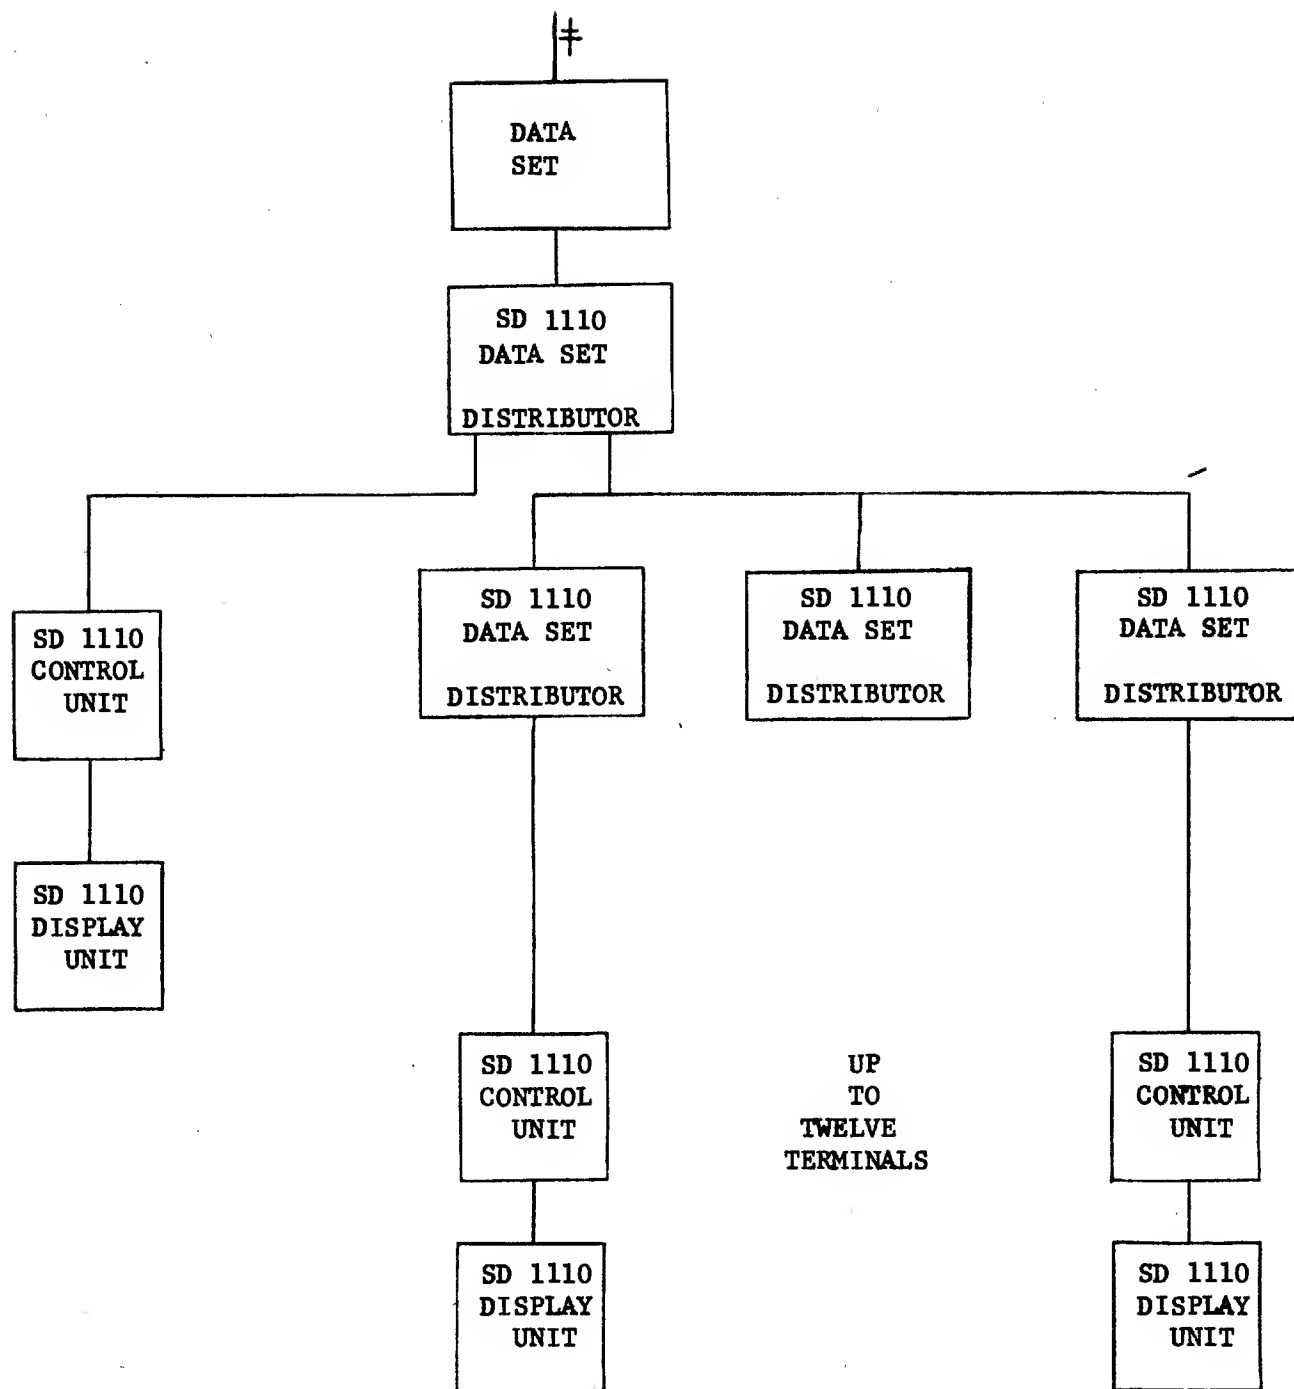 ‡
DATA
SET
SD 1110
DATA SET
DISTRIBUTOR
SD 1110
CONTROL
UNIT
SD 1110
DISPLAY
UNIT
SD 1110
DATA SET
DISTRIBUTOR
SD 1110
DATA SET
DISTRIBUTOR
SD 1110
DATA SET
DISTRIBUTOR
SD 1110
CONTROL
UNIT
SD 1110
DISPLAY
UNIT
UP
TO
TWELVE
TERMINALS
SD 1110
CONTROL
UNIT
SD 1110
DISPLAY
UNIT